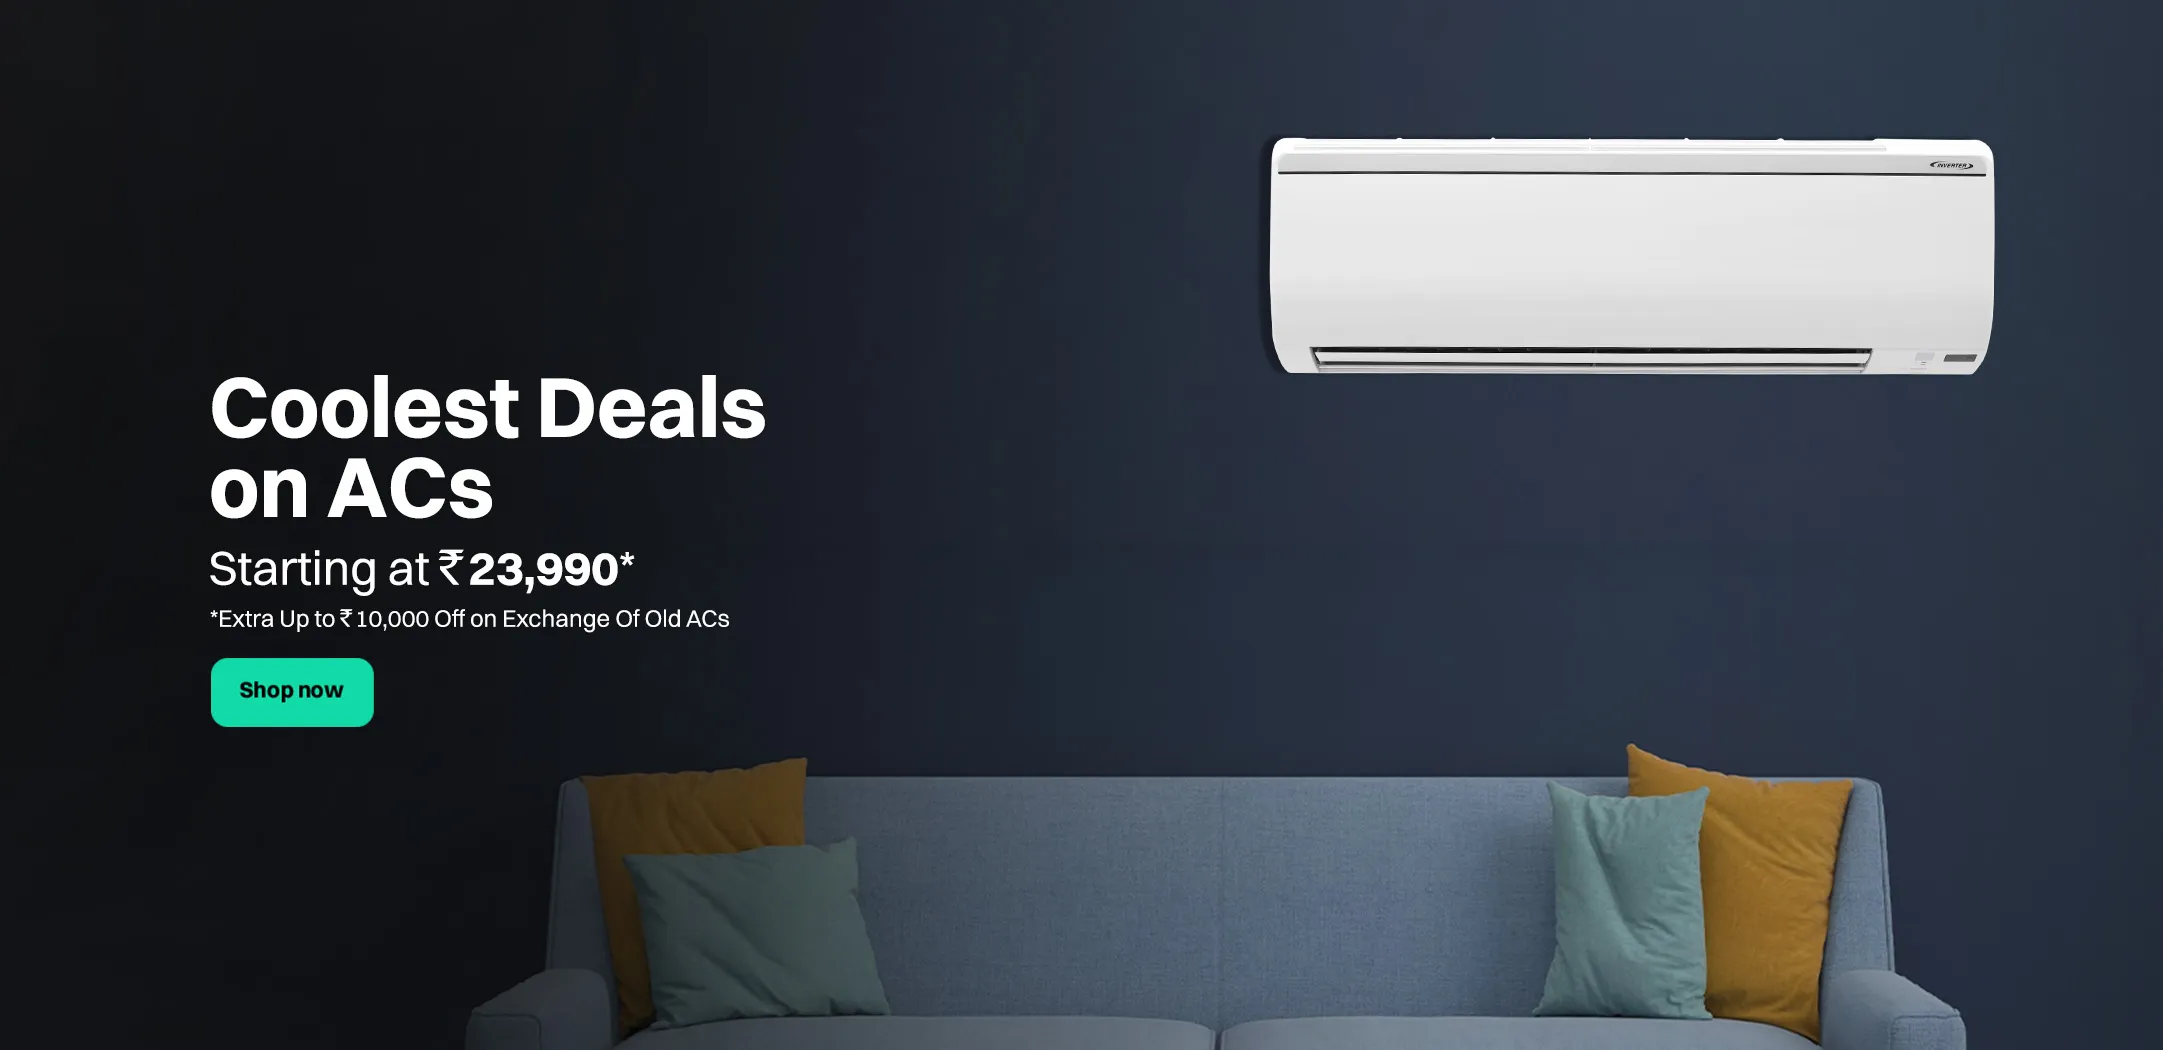 Coolest Deals
on ACs
Starting at ₹23,990*
*Extra Up to ₹10,000 Off on Exchange Of Old ACs
Shop now
INVERTER